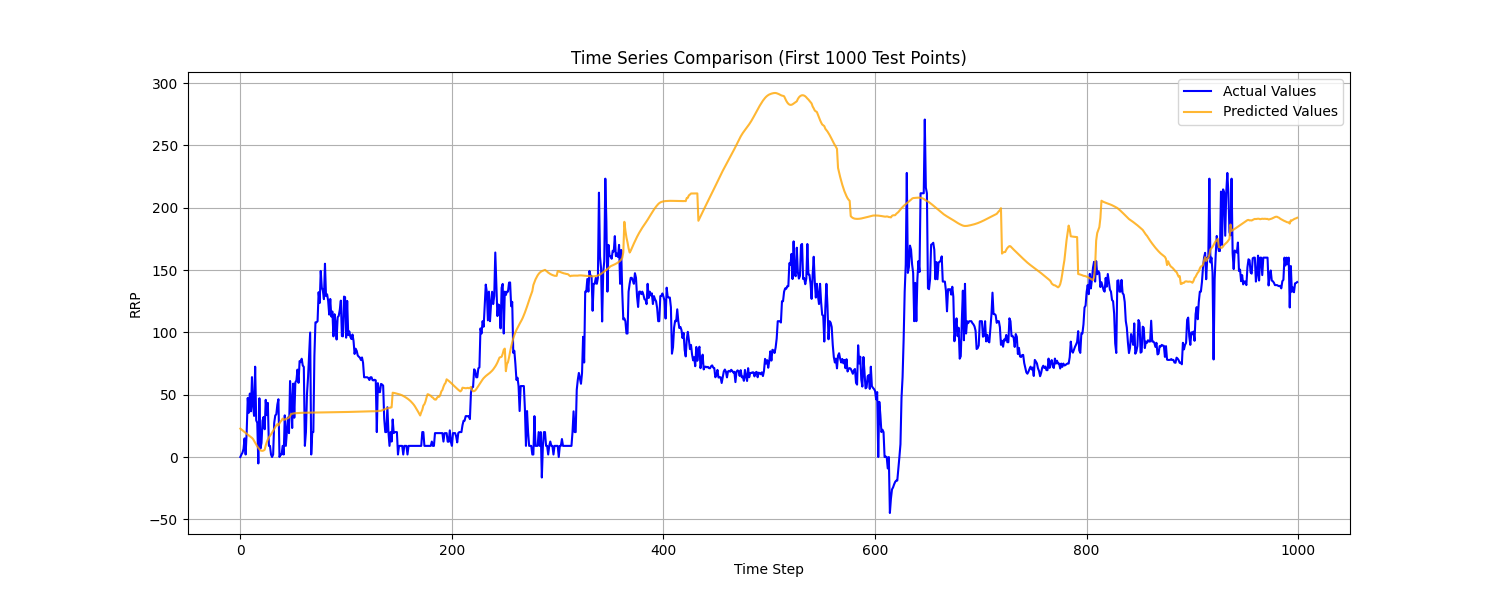 Time Series Comparison (First 1000 Test Points)
Actual Values
Predicted Values
300
250
200
150
100
50
0
−50
RRP
0
200
400
600
800
1000
Time Step